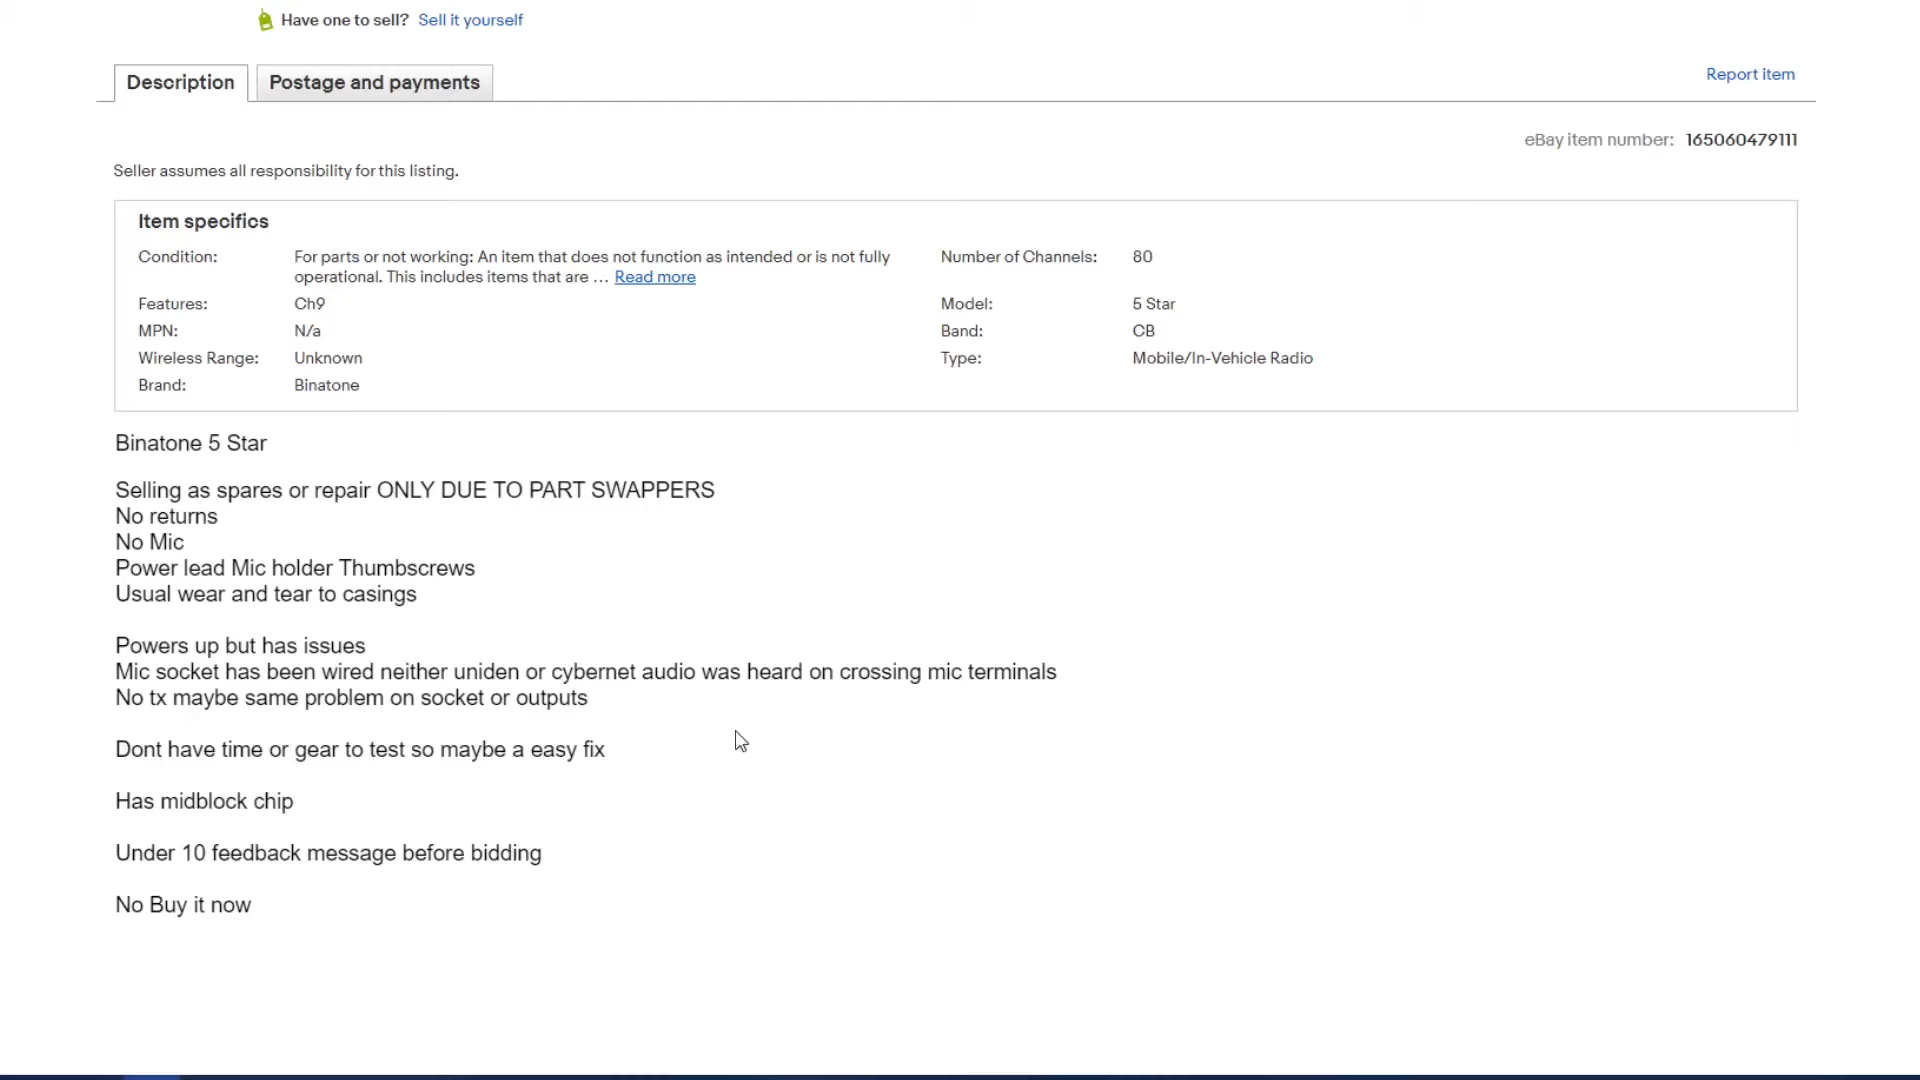 Have one to sell? Sell it yourself
Description
Postage and payments
Report item
eBay item number: 165060479111
Seller assumes all responsibility for this listing.
Item specifics
Condition: For parts or not working: An item that does not function as intended or is not fully
operational. This includes items that are ... Read more
Number of Channels: 80
Features: Ch9
Model: 5 Star
MPN: N/a
Band: CB
Wireless Range: Unknown
Type: Mobile/In-Vehicle Radio
Brand: Binatone
Binatone 5 Star
Selling as spares or repair ONLY DUE TO PART SWAPPERS
No returns
No Mic
Power lead Mic holder Thumbscrews
Usual wear and tear to casings
Powers up but has issues
Mic socket has been wired neither uniden or cybernet audio was heard on crossing mic terminals
No tx maybe same problem on socket or outputs
Dont have time or gear to test so maybe a easy fix
Has midblock chip
Under 10 feedback message before bidding
No Buy it now